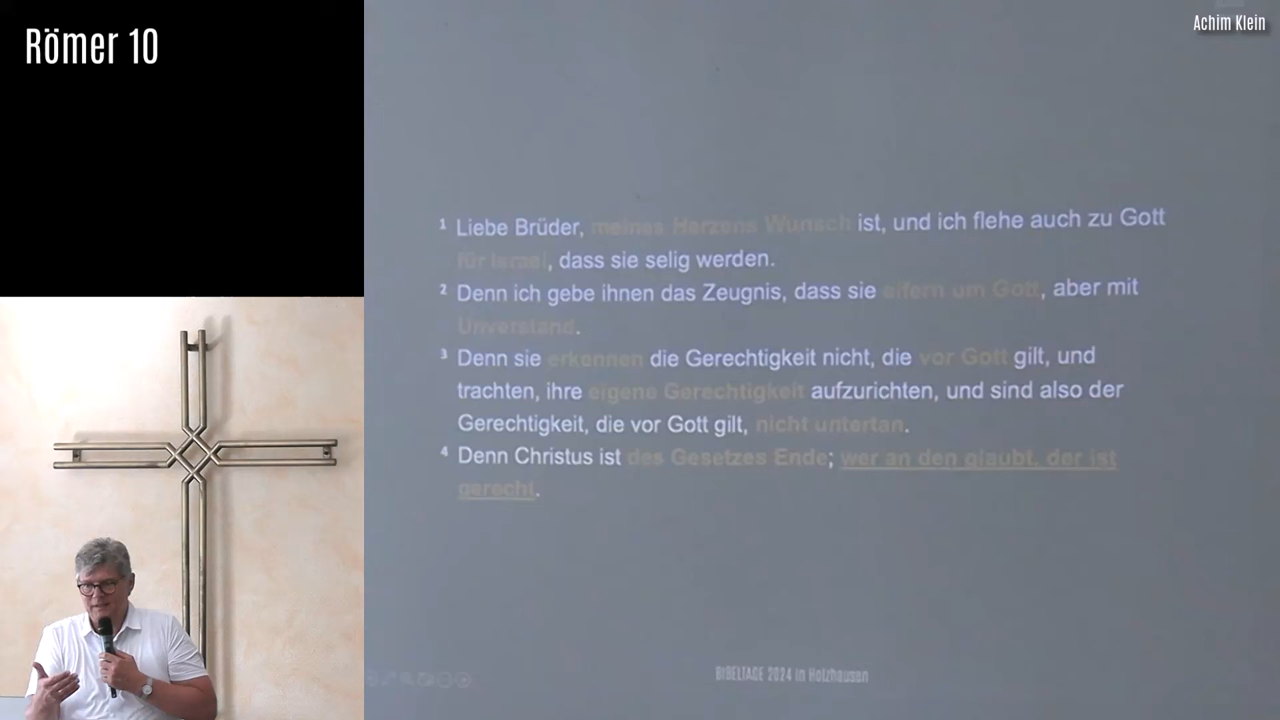 Römer 10
Achim Klein
¹ Liebe Brüder, meines Herzens Wunsch ist, und ich flehe auch zu Gott
für Israel, dass sie selig werden.
² Denn ich gebe ihnen das Zeugnis, dass sie eifern um Gott, aber mit
Unverstand.
³ Denn sie erkennen die Gerechtigkeit nicht, die vor Gott gilt, und
trachten, ihre eigene Gerechtigkeit aufzurichten, und sind also der
Gerechtigkeit, die vor Gott gilt, nicht untertan.
⁴ Denn Christus ist des Gesetzes Ende; wer an den glaubt, der ist
gerecht.
BIBELTAGE 2024 in Holzhausen